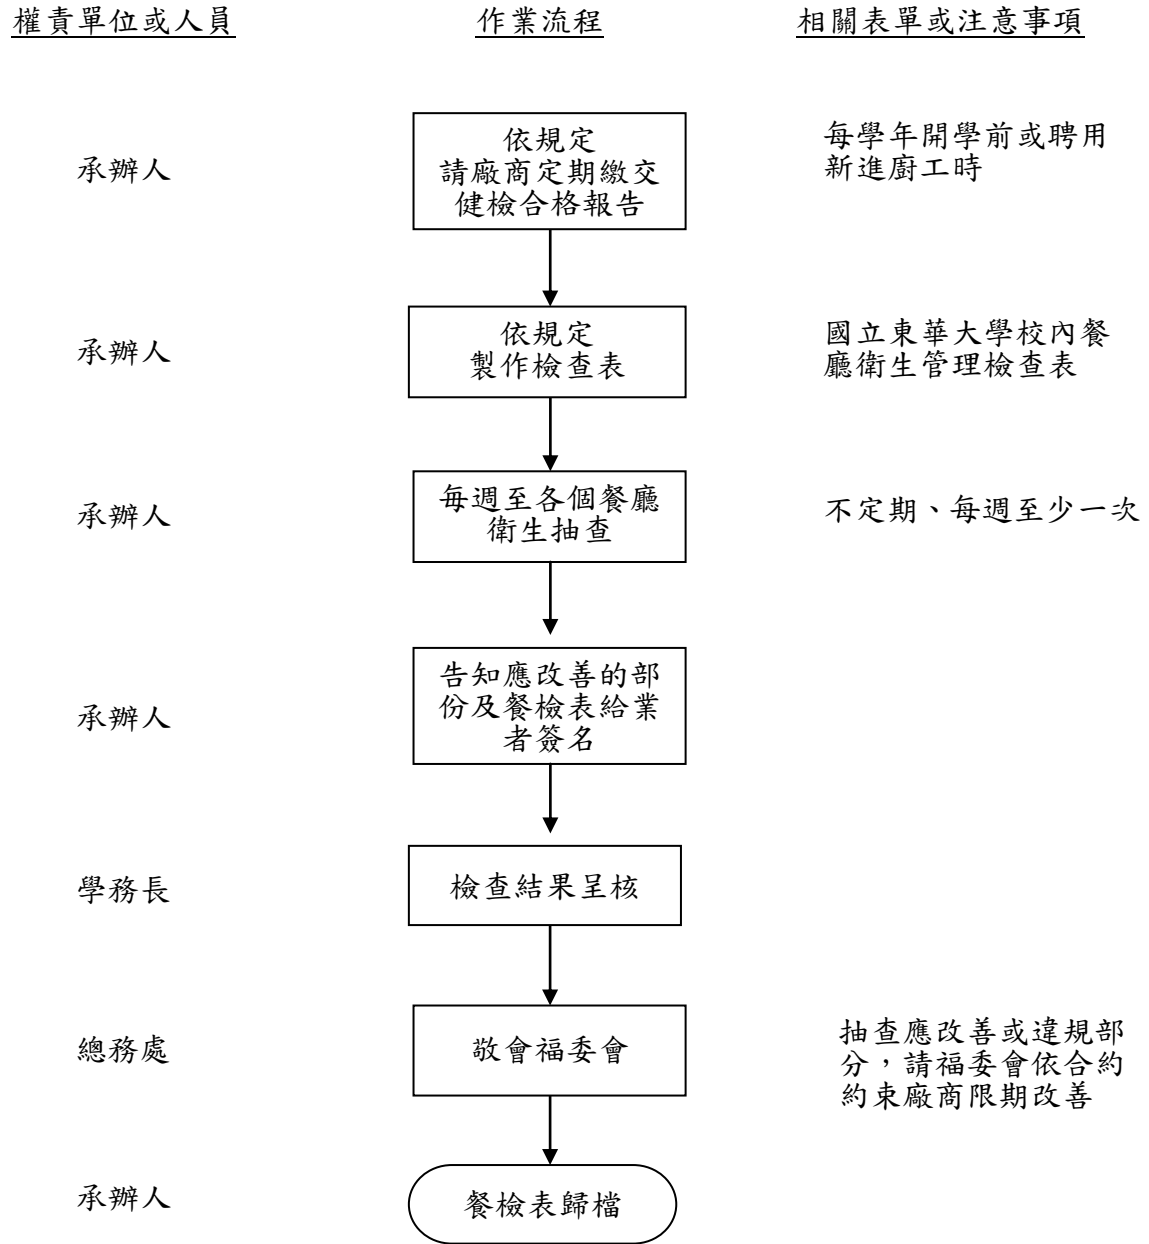 權責單位或人員 作業流程 相關表單或注意事項
承辦人
依規定
請廠商定期繳交
健檢合格報告
每學年開學前或聘用
新進廚工時
承辦人
依規定
製作檢查表
國立東華大學校內餐
廳衛生管理檢查表
承辦人
每週至各個餐廳
衛生抽查
不定期、每週至少一次
承辦人
告知應改善的部
份及餐檢表給業
者簽名
學務長
檢查結果呈核
總務處
敬會福委會
抽查應改善或違規部
分，請福委會依合約
約束廠商限期改善
承辦人
餐檢表歸檔